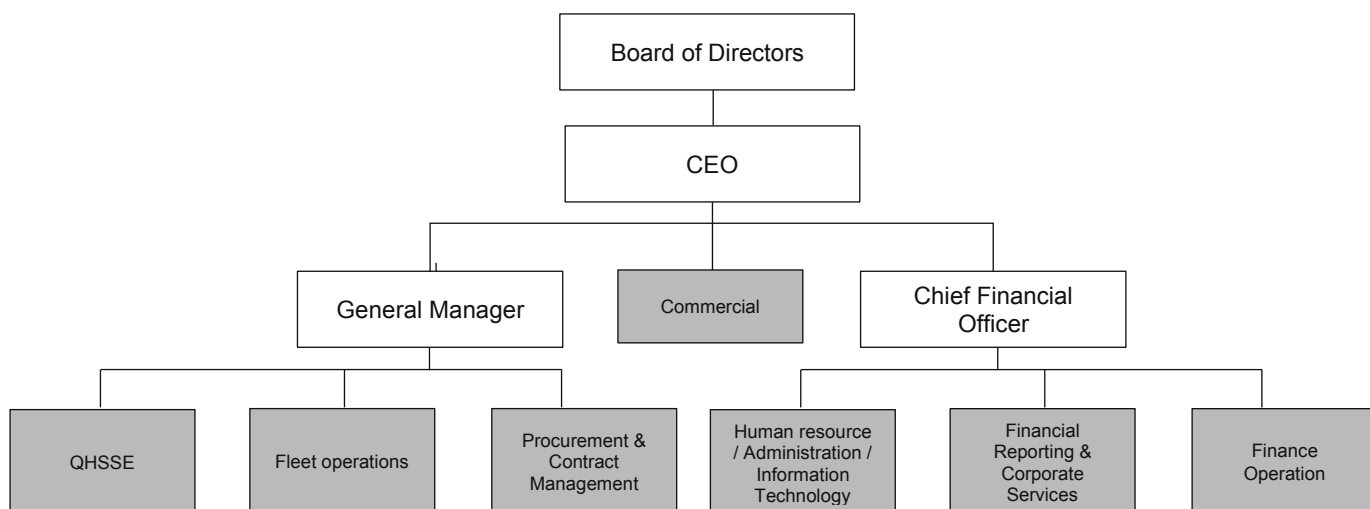 Board of Directors
CEO
General Manager
Commercial
Chief Financial
Officer
QHSSE
Fleet operations
Procurement &
Contract
Management
Human resource
/ Administration /
Information
Technology
Financial
Reporting &
Corporate
Services
Finance
Operation